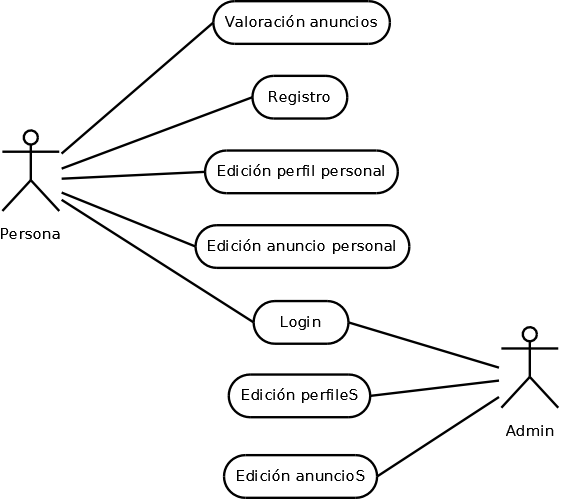 Valoración anuncios
Registro
Edición perfil personal
Persona
Edición anuncio personal
Login
Edición perfileS
Admin
Edición anuncioS